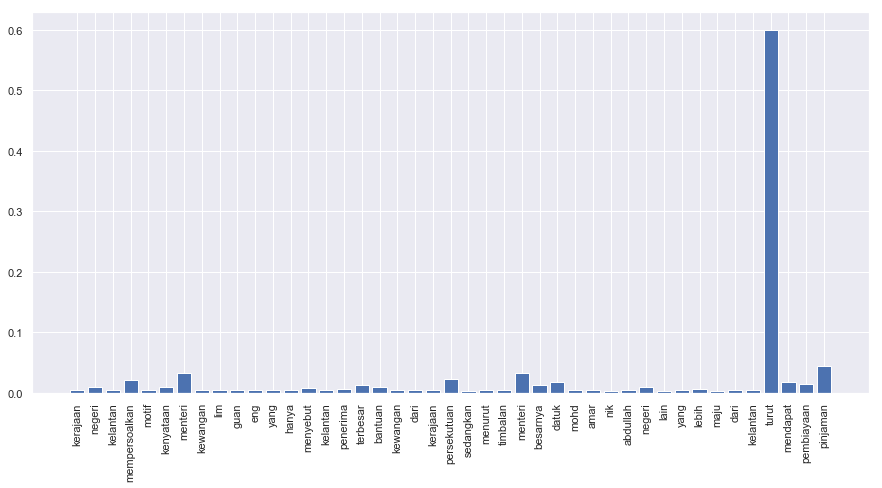 0.6
0.5
0.4
0.3
0.2
0.1
0.0
kerajaan
negeri
kelantan
mempersoalkan
motif
kenyataan
menteri
kewangan
lim
guan
eng
yang
hanya
menyebut
kelantan
penerima
terbesar
bantuan
kewangan
dari
kerajaan
persekutuan
sedangkan
menurut
timbalan
menteri
besarnya
datuk
mohd
amar
nik
abdullah
negeri
lain
yang
lebih
maju
dari
kelantan
turut
mendapat
pembiayaan
pinjaman